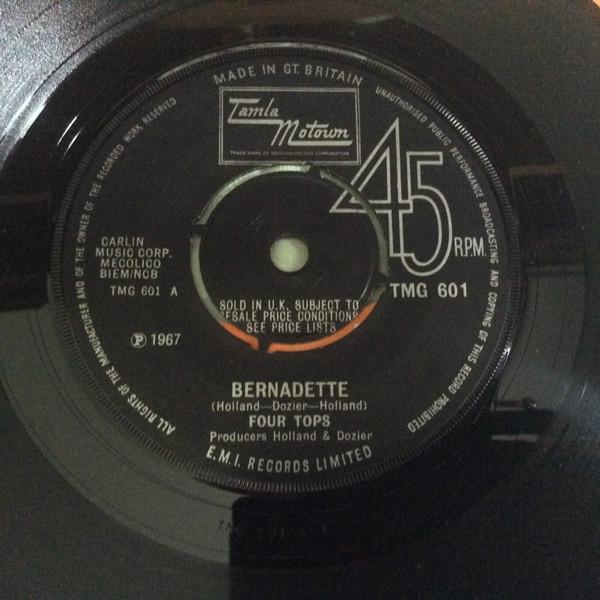 MADE IN GT. BRITAIN
Tamla
Motown
TRADE MARK OF MOTOWN RECORD CORPORATION
45
R.P.M.
CARLIN
MUSIC CORP.
MECOLICO
BIEM/NCB
TMG 601 A
TMG 601
SOLD IN U.K. SUBJECT TO
RESALE PRICE CONDITIONS
SEE PRICE LISTS
Ⓟ 1967
BERNADETTE
(Holland—Dozier—Holland)
FOUR TOPS
Producers Holland & Dozier
E.M.I. RECORDS LIMITED
ALL RIGHTS OF THE MANUFACTURER AND OF THE OWNER OF THE RECORDED WORK RESERVED
UNAUTHORISED PUBLIC PERFORMANCE BROADCASTING AND COPYING OF THIS RECORD PROHIBITED